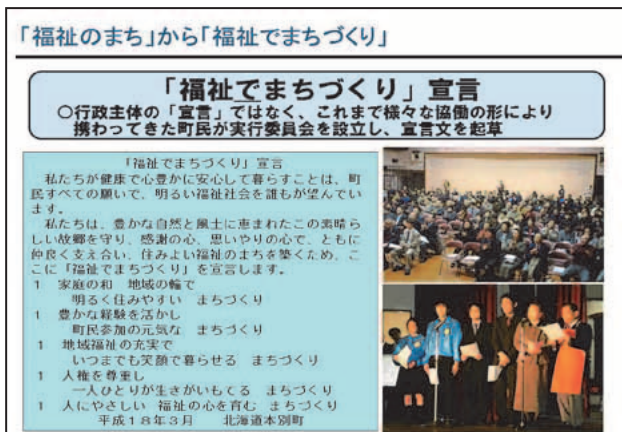 「福祉のまち」から「福祉でまちづくり」
「福祉でまちづくり」宣言
○行政主体の「宣言」ではなく、これまで様々な協働の形により
携わってきた町民が実行委員会を設立し、宣言文を起草
「福祉でまちづくり」宣言
私たちが健康で心豊かに安心して暮らすことは、町
民すべての願いで、明るい福祉社会を誰もが望んでい
ます。
私たちは、豊かな自然と風土に恵まれたこの素晴ら
しい故郷を守り、感謝の心、思いやりの心で、ともに
仲良く支え合い、住みよい福祉のまちを築くため、こ
こに「福祉でまちづくり」を宣言します。
1 家庭の和 地域の輪で
明るく住みやすい まちづくり
1 豊かな経験を活かし
町民参加の元気な まちづくり
1 地域福祉の充実で
いつまでも笑顔で暮らせる まちづくり
1 人権を尊重し
一人ひとりが生きがいもてる まちづくり
1 人にやさしい 福祉の心を育む まちづくり
平成18年3月 北海道本別町